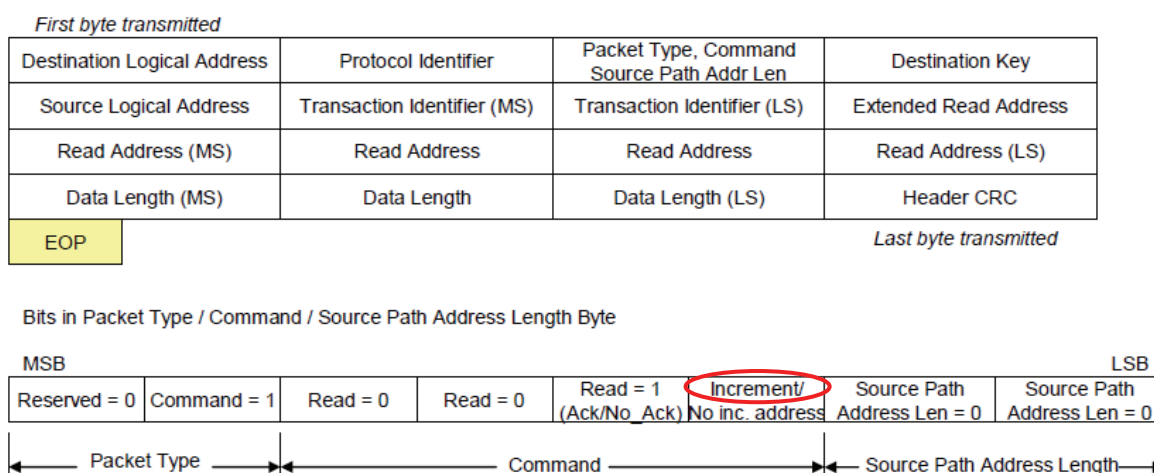 First byte transmitted
Destination Logical Address Protocol Identifier Packet Type, Command Source Path Addr Len Destination Key
Source Logical Address Transaction Identifier (MS) Transaction Identifier (LS) Extended Read Address
Read Address (MS) Read Address Read Address Read Address (LS)
Data Length (MS) Data Length Data Length (LS) Header CRC
EOP Last byte transmitted
Bits in Packet Type / Command / Source Path Address Length Byte
MSB LSB
Reserved = 0 Command = 1 Read = 0 Read = 0 Read = 1 (Ack/No_Ack) Increment/ No inc. address Source Path Address Len = 0 Source Path Address Len = 0
Packet Type Command Source Path Address Length